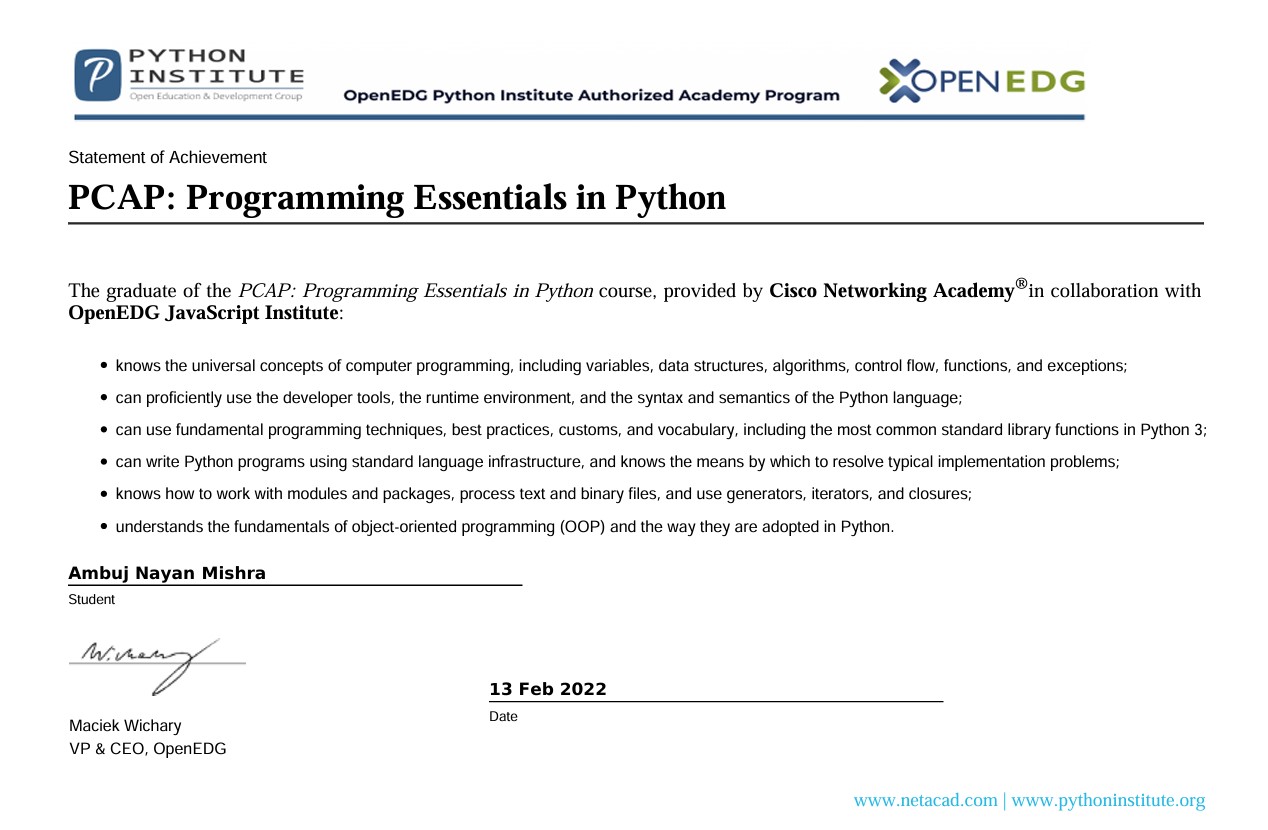 PYTHON
INSTITUTE
Open Education & Development Group
OpenEDG Python Institute Authorized Academy Program
OPENEDG
Statement of Achievement
PCAP: Programming Essentials in Python
The graduate of the PCAP: Programming Essentials in Python course, provided by Cisco Networking Academy®in collaboration with
OpenEDG JavaScript Institute:
• knows the universal concepts of computer programming, including variables, data structures, algorithms, control flow, functions, and exceptions;
• can proficiently use the developer tools, the runtime environment, and the syntax and semantics of the Python language;
• can use fundamental programming techniques, best practices, customs, and vocabulary, including the most common standard library functions in Python 3;
• can write Python programs using standard language infrastructure, and knows the means by which to resolve typical implementation problems;
• knows how to work with modules and packages, process text and binary files, and use generators, iterators, and closures;
• understands the fundamentals of object-oriented programming (OOP) and the way they are adopted in Python.
Ambuj Nayan Mishra
Student
W.Wichary
13 Feb 2022
Date
Maciek Wichary
VP & CEO, OpenEDG
www.netacad.com | www.pythoninstitute.org